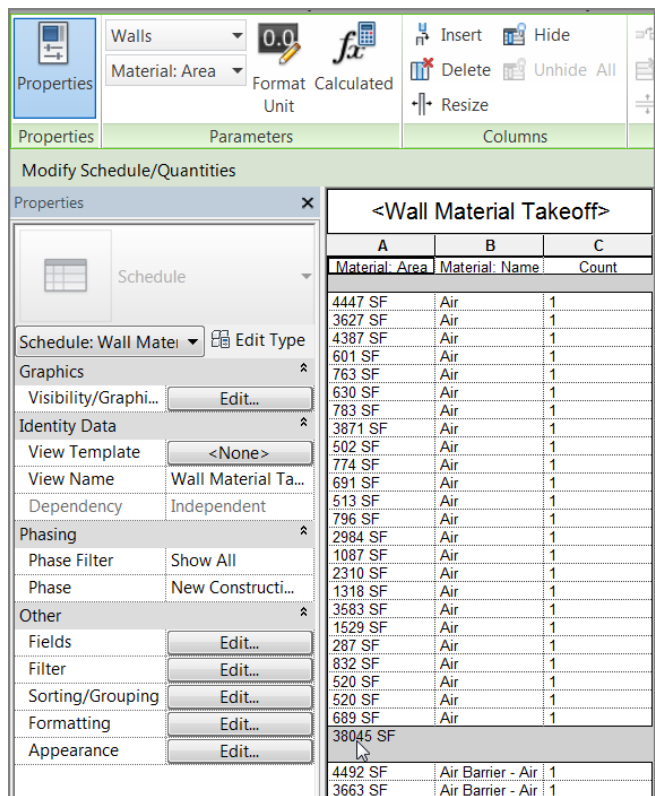 Walls
Material: Area
Properties
0.0
Format
Unit
fx
Calculated
Insert
Hide
Delete
Unhide All
Resize
Properties
Parameters
Columns
Modify Schedule/Quantities
Properties
Schedule
Schedule: Wall Mater
Edit Type
Graphics
Visibility/Graphi... Edit...
Identity Data
View Template <None>
View Name Wall Material Ta...
Dependency Independent
Phasing
Phase Filter Show All
Phase New Constructi...
Other
Fields Edit...
Filter Edit...
Sorting/Grouping Edit...
Formatting Edit...
Appearance Edit...
<Wall Material Takeoff>
A B C
Material: Area Material: Name Count
4447 SF Air 1
3627 SF Air 1
4387 SF Air 1
601 SF Air 1
763 SF Air 1
630 SF Air 1
783 SF Air 1
3871 SF Air 1
502 SF Air 1
774 SF Air 1
691 SF Air 1
513 SF Air 1
796 SF Air 1
2984 SF Air 1
1087 SF Air 1
2310 SF Air 1
1318 SF Air 1
3583 SF Air 1
1529 SF Air 1
287 SF Air 1
832 SF Air 1
520 SF Air 1
520 SF Air 1
689 SF Air 1
38045 SF
4492 SF Air Barrier - Air 1
3663 SF Air Barrier - Air 1